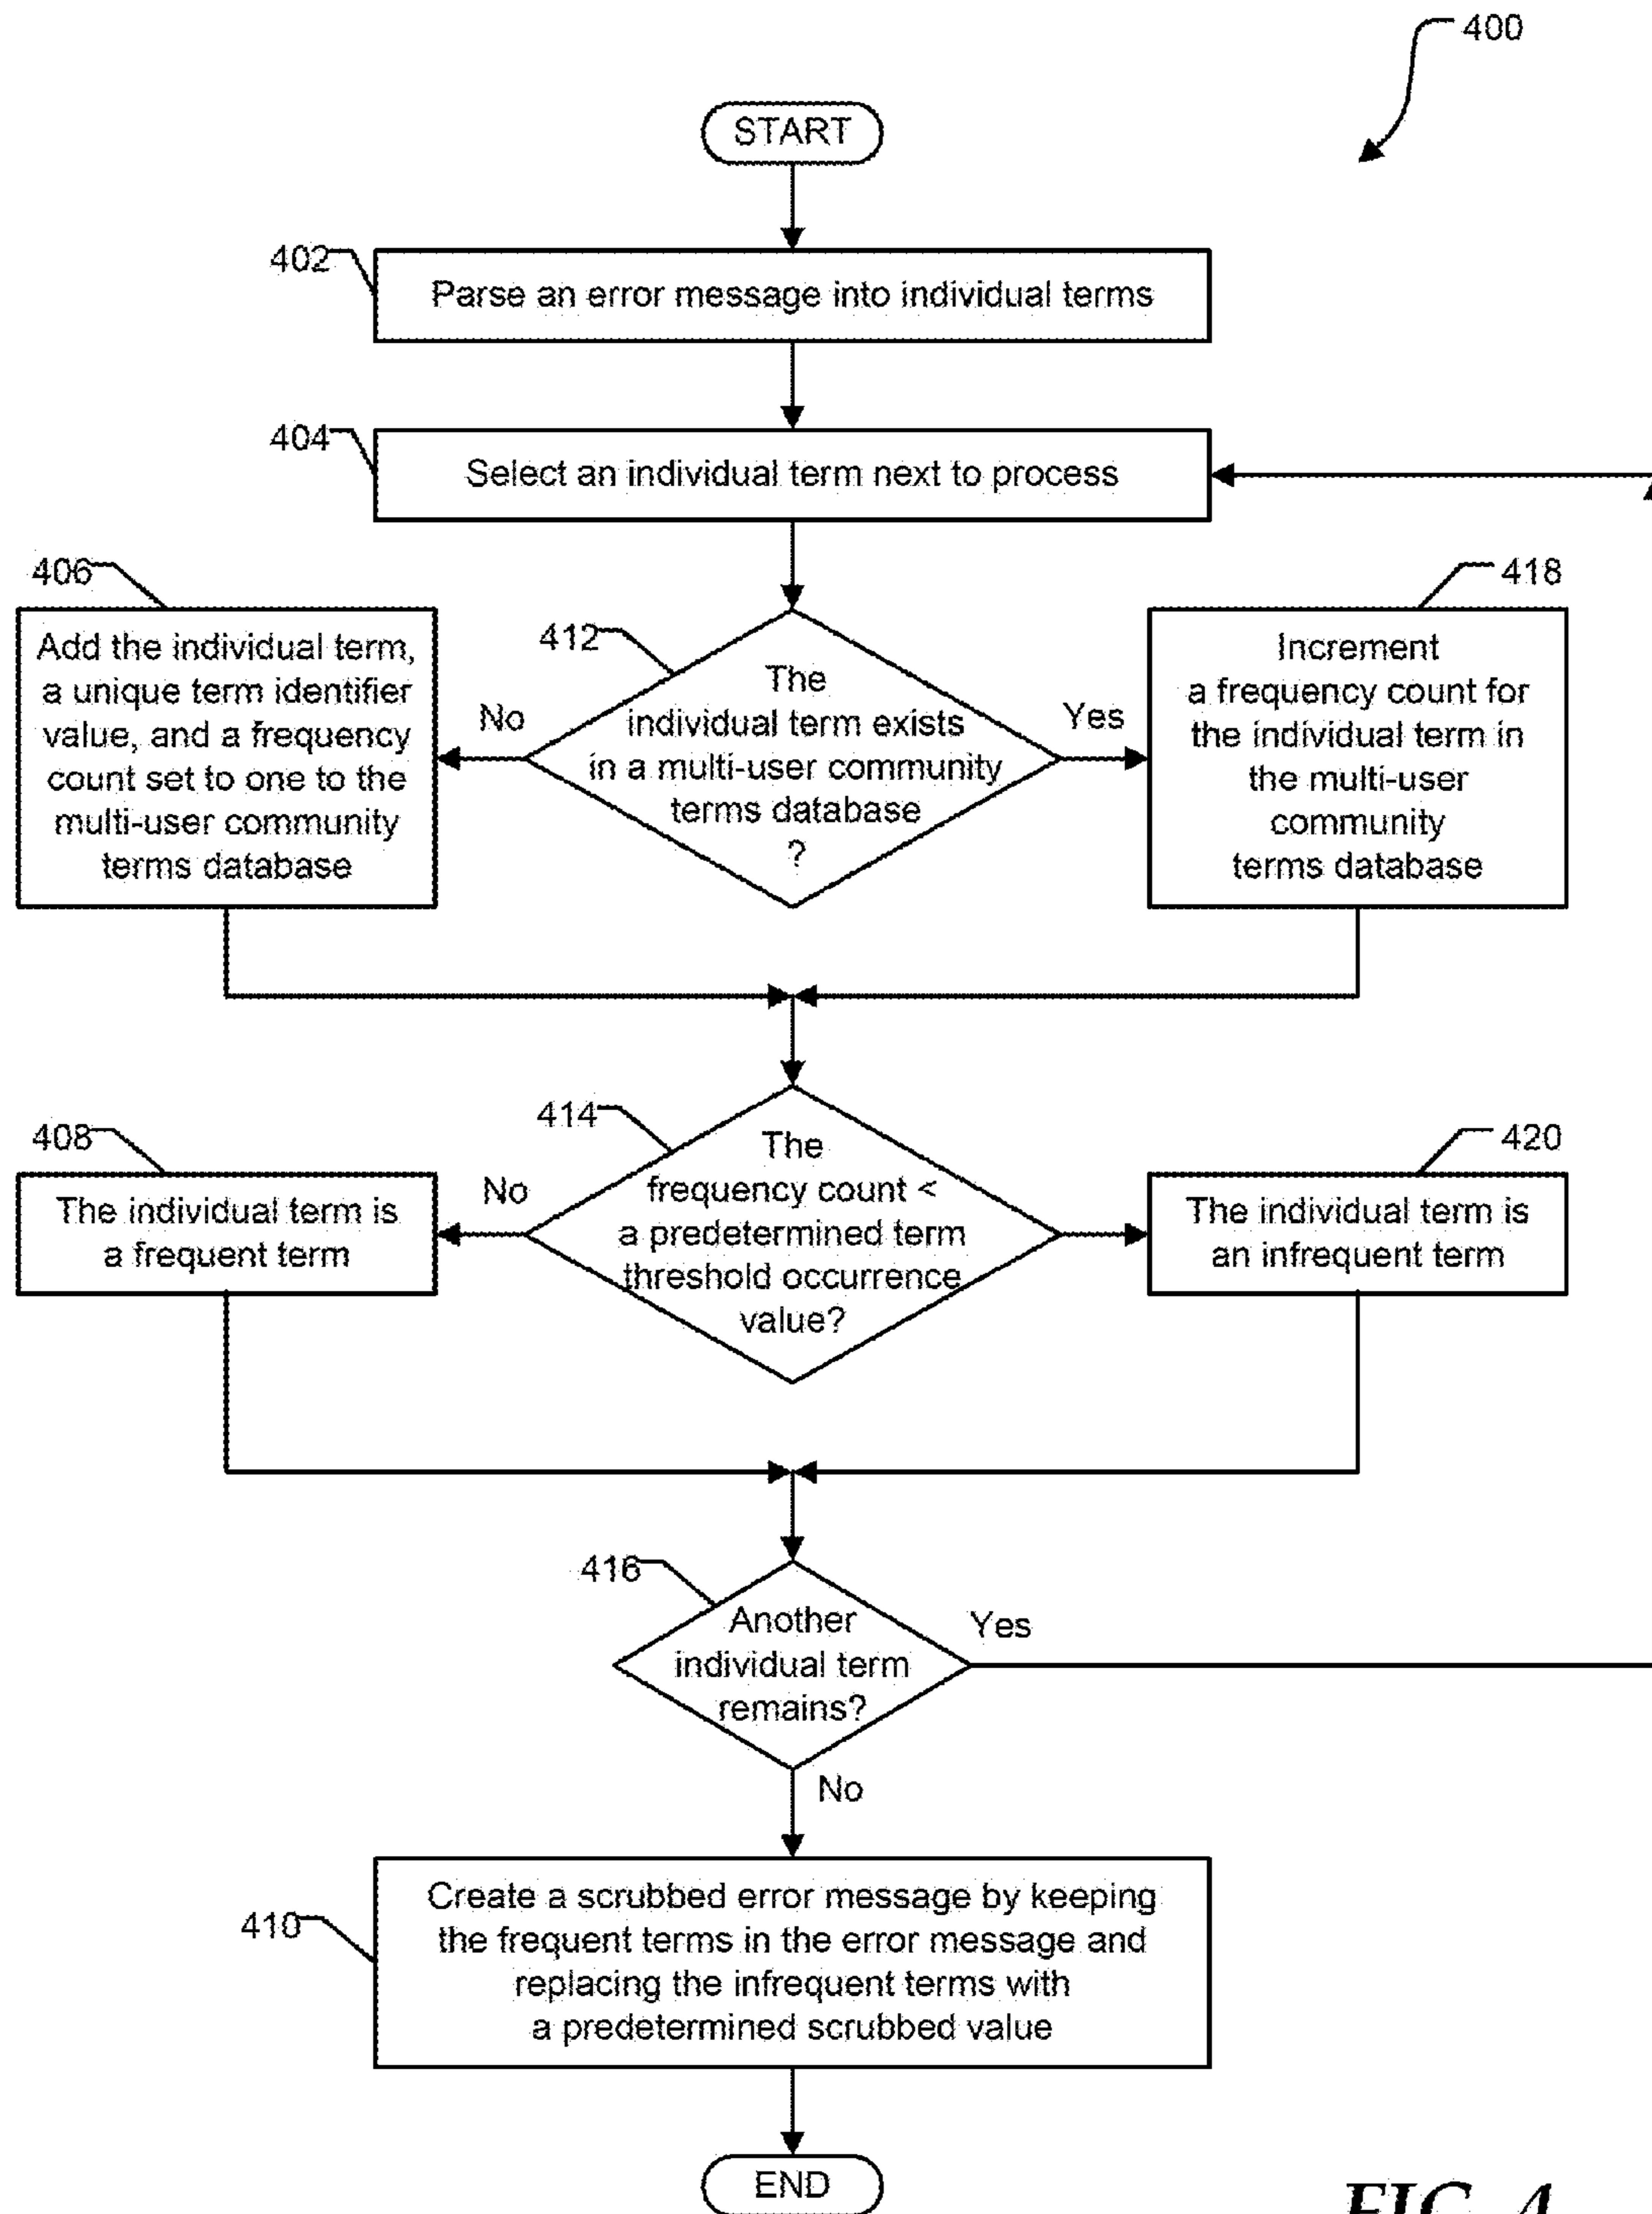 400
START
402
Parse an error message into individual terms
404
Select an individual term next to process
406
Add the individual term,
a unique term identifier
value, and a frequency
count set to one to the
multi-user community
terms database
No
412
The
individual term exists
in a multi-user community
terms database
?
Yes
418
Increment
a frequency count for
the individual term in
the multi-user
community
terms database
408
The individual term is
a frequent term
No
414
The
frequency count <
a predetermined term
threshold occurrence
value?
420
The individual term is
an infrequent term
416
Another
individual term
remains?
Yes
No
410
Create a scrubbed error message by keeping
the frequent terms in the error message and
replacing the infrequent terms with
a predetermined scrubbed value
END
FIG. 4